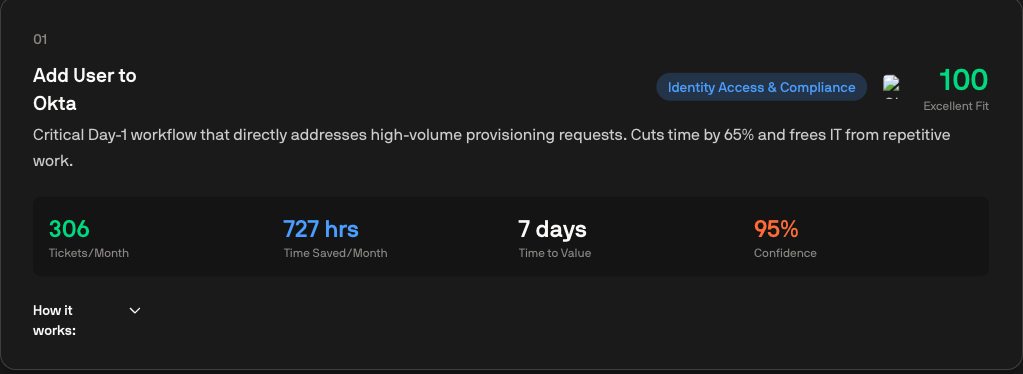 01
Add User to
Okta
Identity Access & Compliance
100
Excellent Fit
Critical Day-1 workflow that directly addresses high-volume provisioning requests. Cuts time by 65% and frees IT from repetitive
work.
306
Tickets/Month
727 hrs
Time Saved/Month
7 days
Time to Value
95%
Confidence
How it
works: